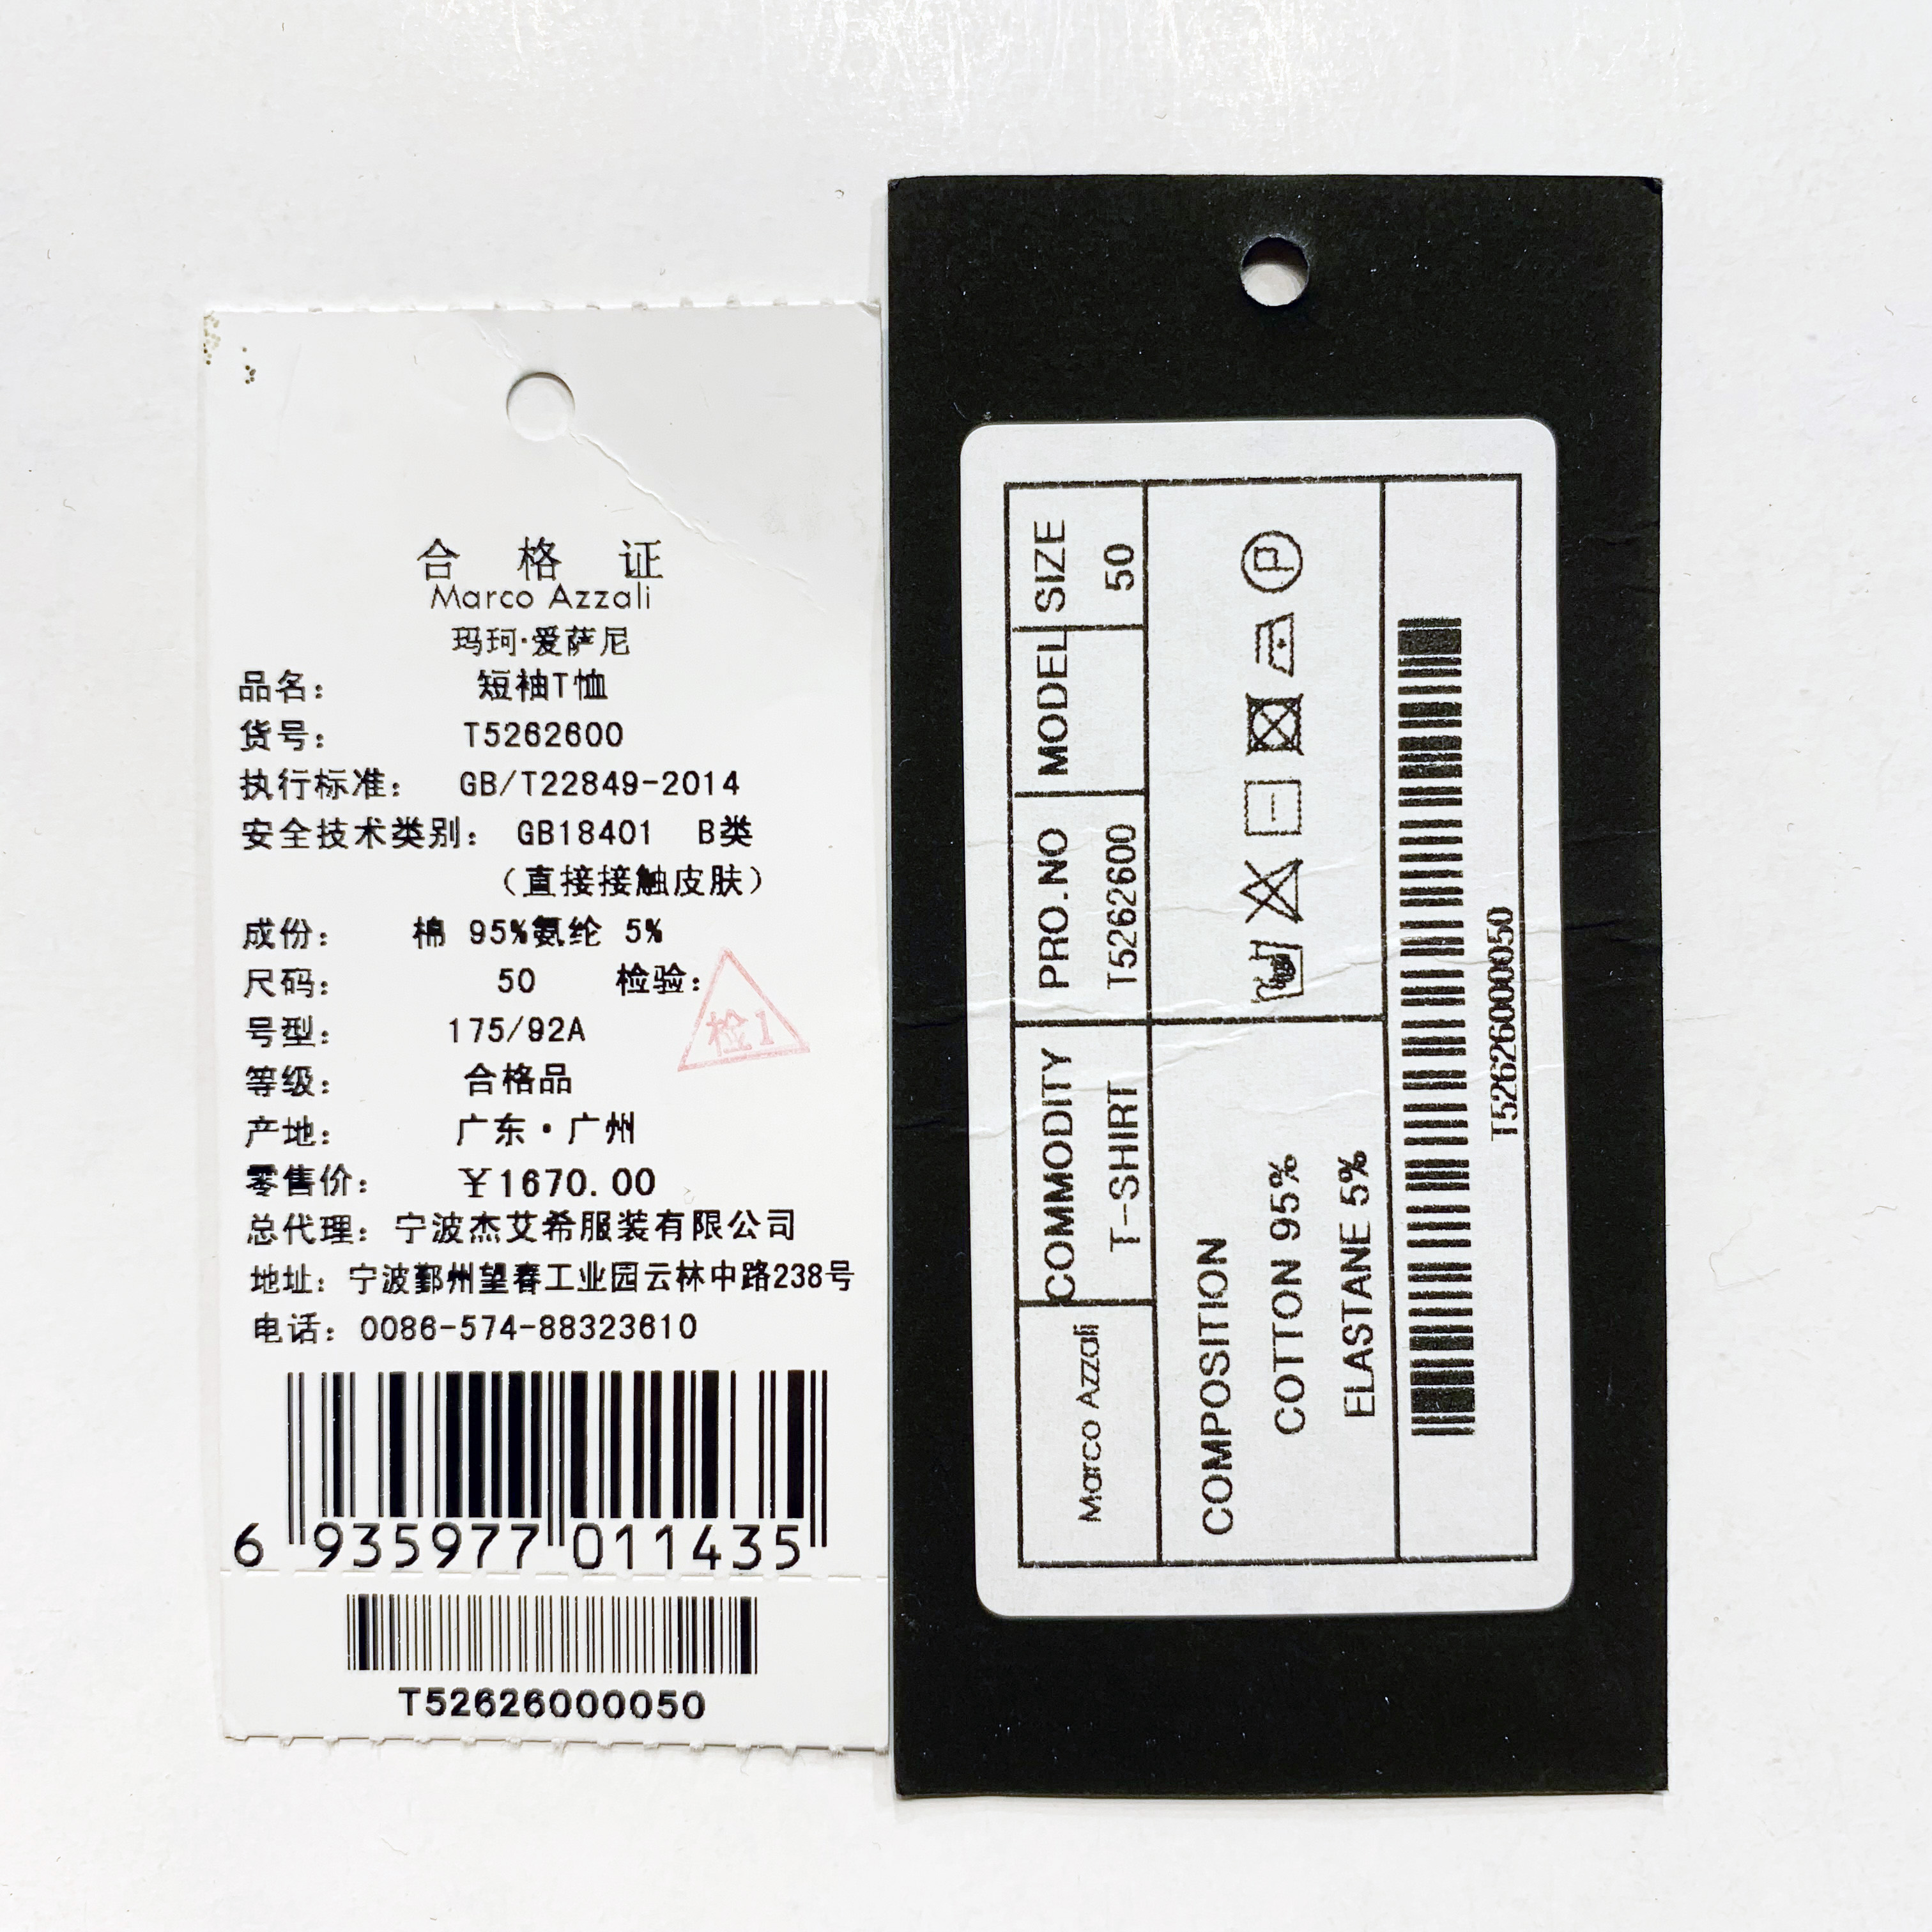 合 格 证
Marco Azzali
玛珂·爱萨尼
品名： 短袖T恤
货号： T5262600
执行标准： GB/T22849-2014
安全技术类别： GB18401 B类
（直接接触皮肤）
成份： 棉 95%氨纶 5%
尺码： 50 检验：
检1
号型： 175/92A
等级： 合格品
产地： 广东·广州
零售价： ￥1670.00
总代理： 宁波杰艾希服装有限公司
地址： 宁波鄞州望春工业园云林中路238号
电话： 0086-574-88323610
6 935977 011435
T52626000050
Marco Azzali
COMMODITY PRO.NO MODEL SIZE
T-SHIRT T5262600 50
COMPOSITION
COTTON 95%
ELASTANE 5%
P
T52626000050